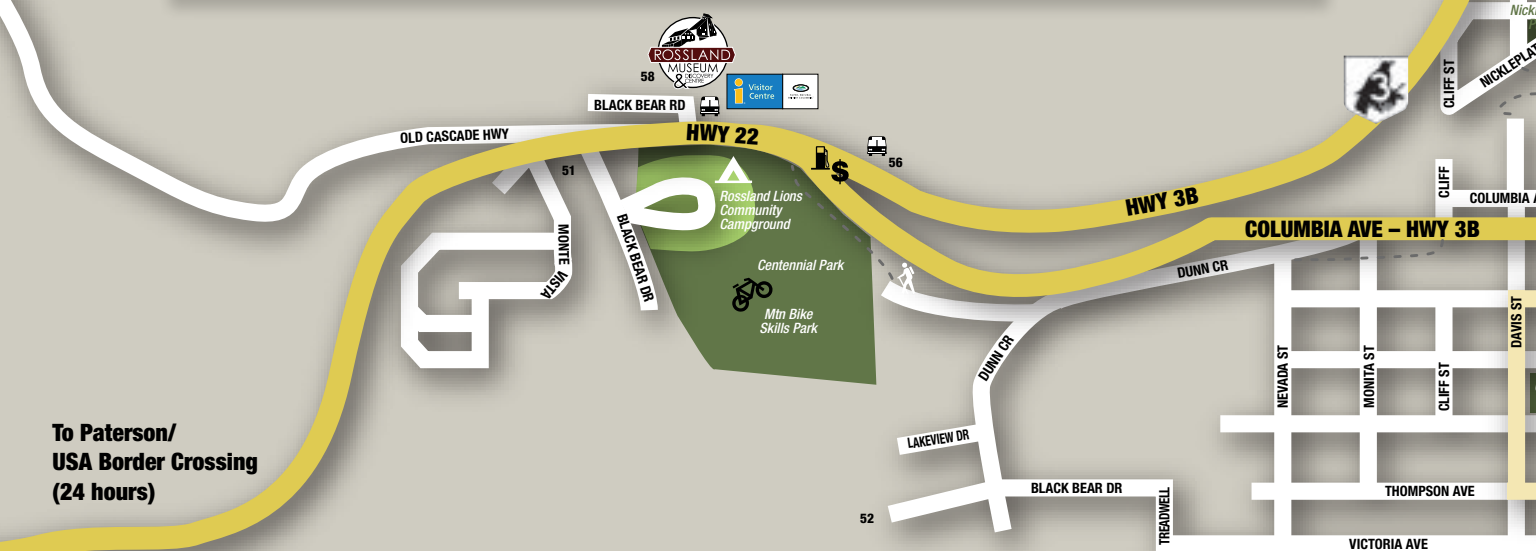 ROSSLAND
MUSEUM
& DISCOVERY
CENTRE
58
i Visitor
Centre
BLACK BEAR RD
OLD CASCADE HWY
HWY 22
51
$
56
3
HWY 3B
COLUMBIA AVE – HWY 3B
CLIFF ST
CLIFF
COLUMBIA
Rossland Lions
Community
Campground
Centennial Park
Mtn Bike
Skills Park
MONTE VISTA
BLACK BEAR DR
DUNN CR
DUNN CR
NEVADA ST
MONITA ST
CLIFF ST
DAVIS ST
LAKEVIEW DR
BLACK BEAR DR
TREADWELL
THOMPSON AVE
VICTORIA AVE
52
To Paterson/
USA Border Crossing
(24 hours)